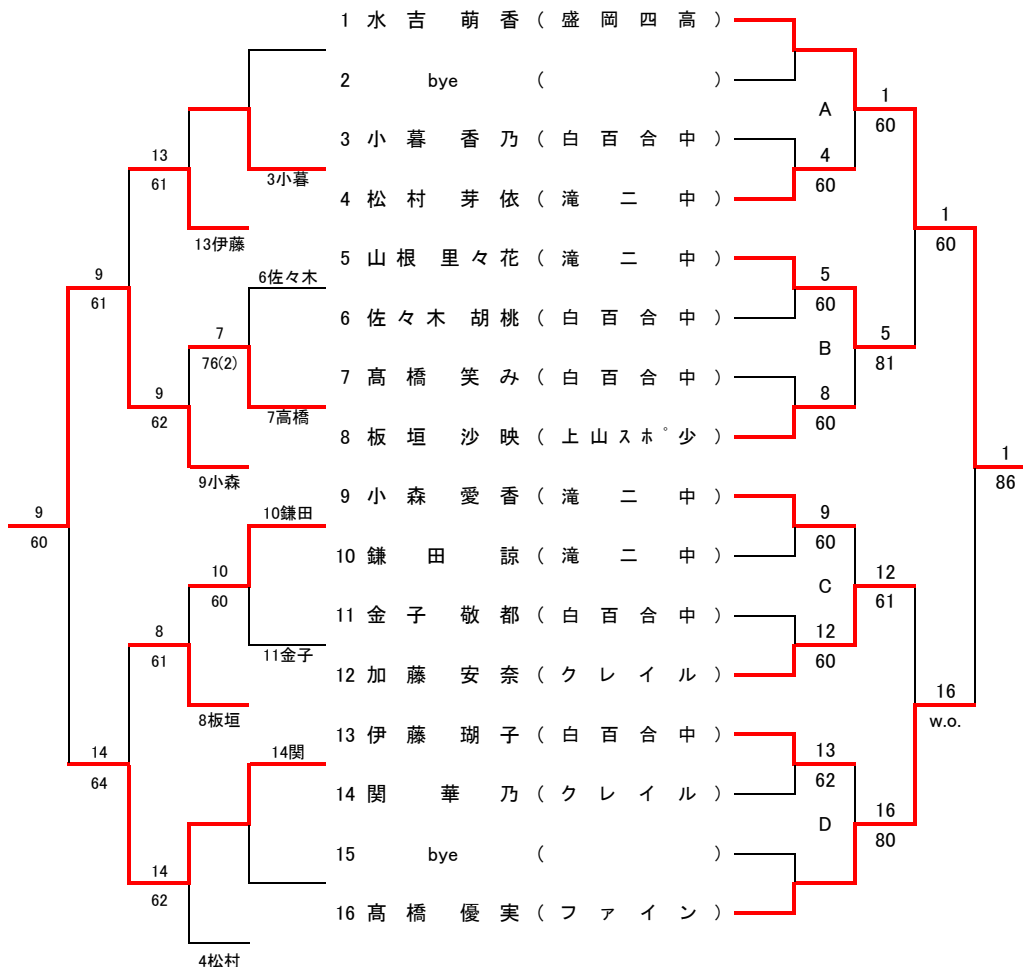 1 水吉萌香 (盛岡四高)
2 bye ( )
3 小暮香乃 (白百合中)
4 松村芽依 (滝二中)
5 山根里々花 (滝二中)
6 佐々木胡桃 (白百合中)
7 髙橋笑み (白百合中)
8 板垣沙映 (上山スポ少)
9 小森愛香 (滝二中)
10 鎌田諒 (滝二中)
11 金子敬都 (白百合中)
12 加藤安奈 (クレイル)
13 伊藤瑚子 (白百合中)
14 関華乃 (クレイル)
15 bye ( )
16 髙橋優実 (ファイン)
A
1
60
4
60
1
60
5
60
B
5
81
8
60
1
86
9
60
C
12
61
12
60
16
w.o.
13
62
D
16
80
3小暮
13
61
13伊藤
6佐々木
9
61
7
76(2)
7高橋
9
62
9小森
9
60
10鎌田
10
60
11金子
8
61
8板垣
14関
14
64
14
62
4松村